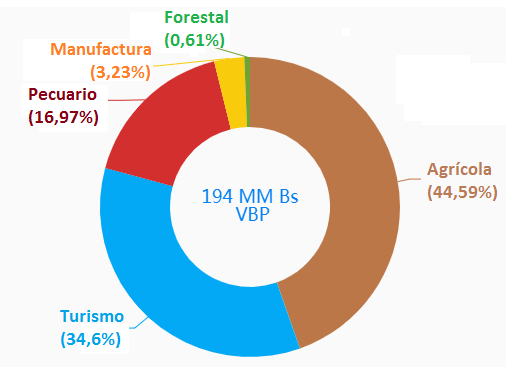 Forestal
(0,61%)
Manufactura
(3,23%)
Pecuario
(16,97%)
Agrícola
(44,59%)
194 MM Bs
VBP
Turismo
(34,6%)